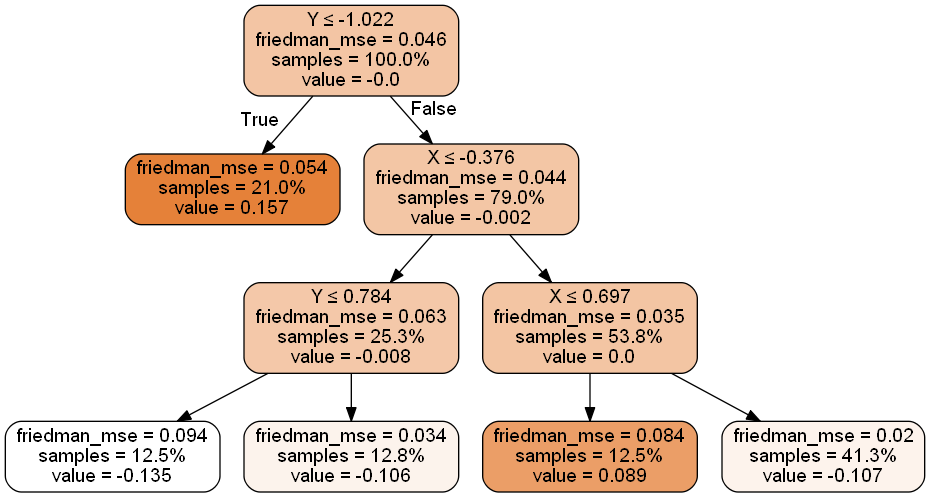 Y ≤ -1.022
friedman_mse = 0.046
samples = 100.0%
value = -0.0
True
False
friedman_mse = 0.054
samples = 21.0%
value = 0.157
X ≤ -0.376
friedman_mse = 0.044
samples = 79.0%
value = -0.002
Y ≤ 0.784
friedman_mse = 0.063
samples = 25.3%
value = -0.008
X ≤ 0.697
friedman_mse = 0.035
samples = 53.8%
value = 0.0
friedman_mse = 0.094
samples = 12.5%
value = -0.135
friedman_mse = 0.034
samples = 12.8%
value = -0.106
friedman_mse = 0.084
samples = 12.5%
value = 0.089
friedman_mse = 0.02
samples = 41.3%
value = -0.107